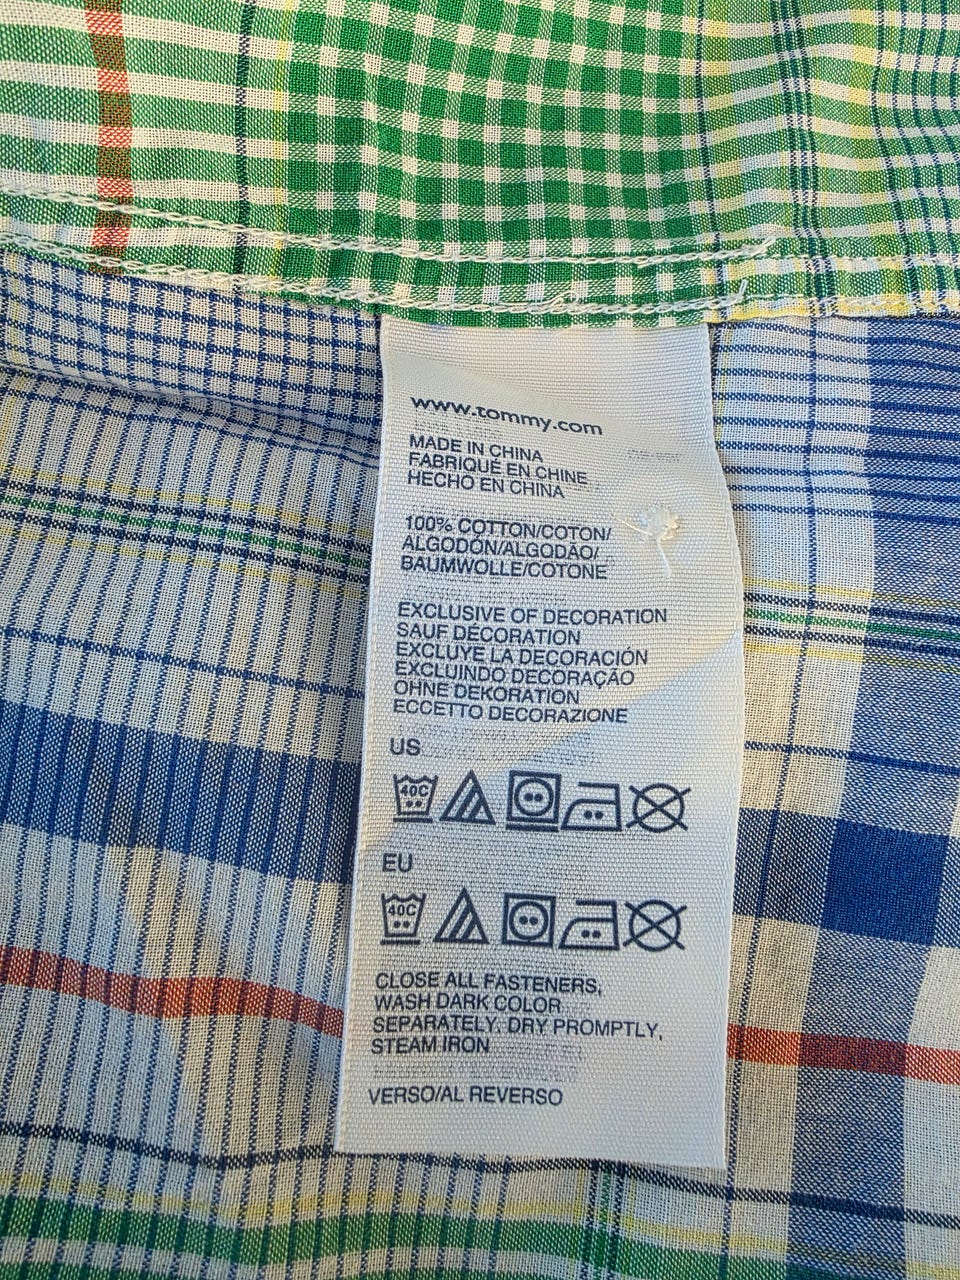 www.tommy.com
MADE IN CHINA
FABRIQUÉ EN CHINE
HECHO EN CHINA
100% COTTON/COTON/
ALGODÓN/ALGODÃO/
BAUMWOLLE/COTONE
EXCLUSIVE OF DECORATION
SAUF DÉCORATION
EXCLUYE LA DECORACIÓN
EXCLUINDO DECORAÇÃO
OHNE DEKORATION
ECCETTO DECORAZIONE
US
40C
EU
40C
CLOSE ALL FASTENERS,
WASH DARK COLOR
SEPARATELY, DRY PROMPTLY,
STEAM IRON
VERSO/AL REVERSO